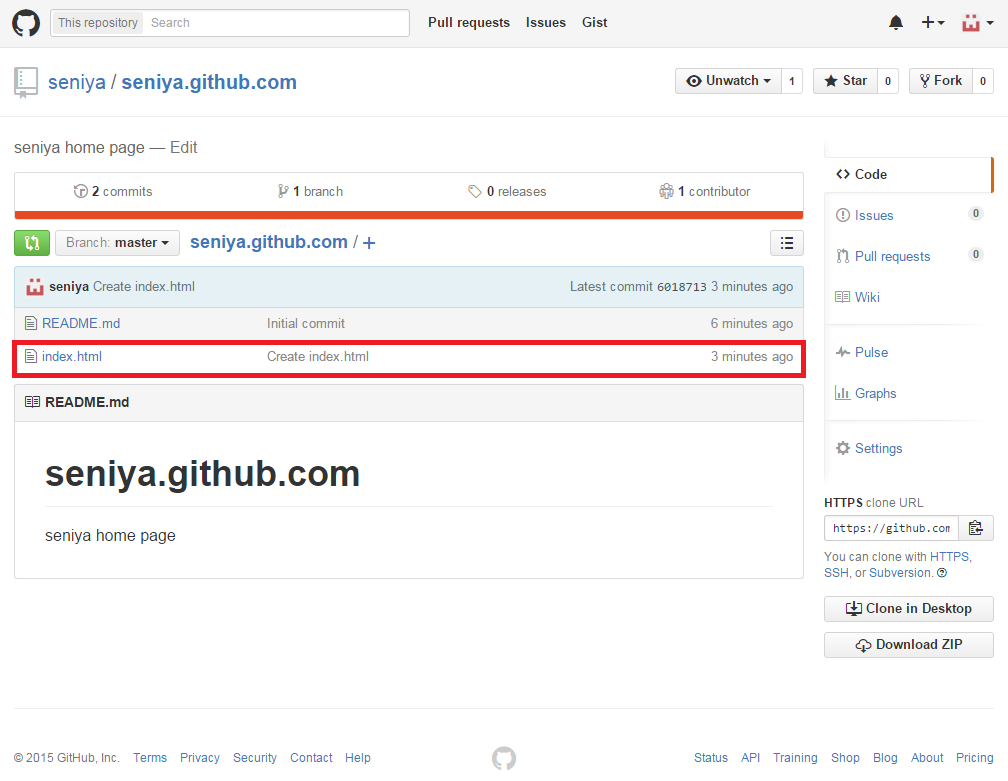 This repository Search Pull requests Issues Gist
seniya / seniya.github.com Unwatch 1 Star 0 Fork 0
seniya home page — Edit
2 commits 1 branch 0 releases 1 contributor
Branch: master seniya.github.com / +
seniya Create index.html Latest commit 6018713 3 minutes ago
README.md Initial commit 6 minutes ago
index.html Create index.html 3 minutes ago
README.md
seniya.github.com
seniya home page
Code
Issues 0
Pull requests 0
Wiki
Pulse
Graphs
Settings
HTTPS clone URL
https://github.com
You can clone with HTTPS,
SSH, or Subversion.
Clone in Desktop
Download ZIP
© 2015 GitHub, Inc. Terms Privacy Security Contact Help Status API Training Shop Blog About Pricing